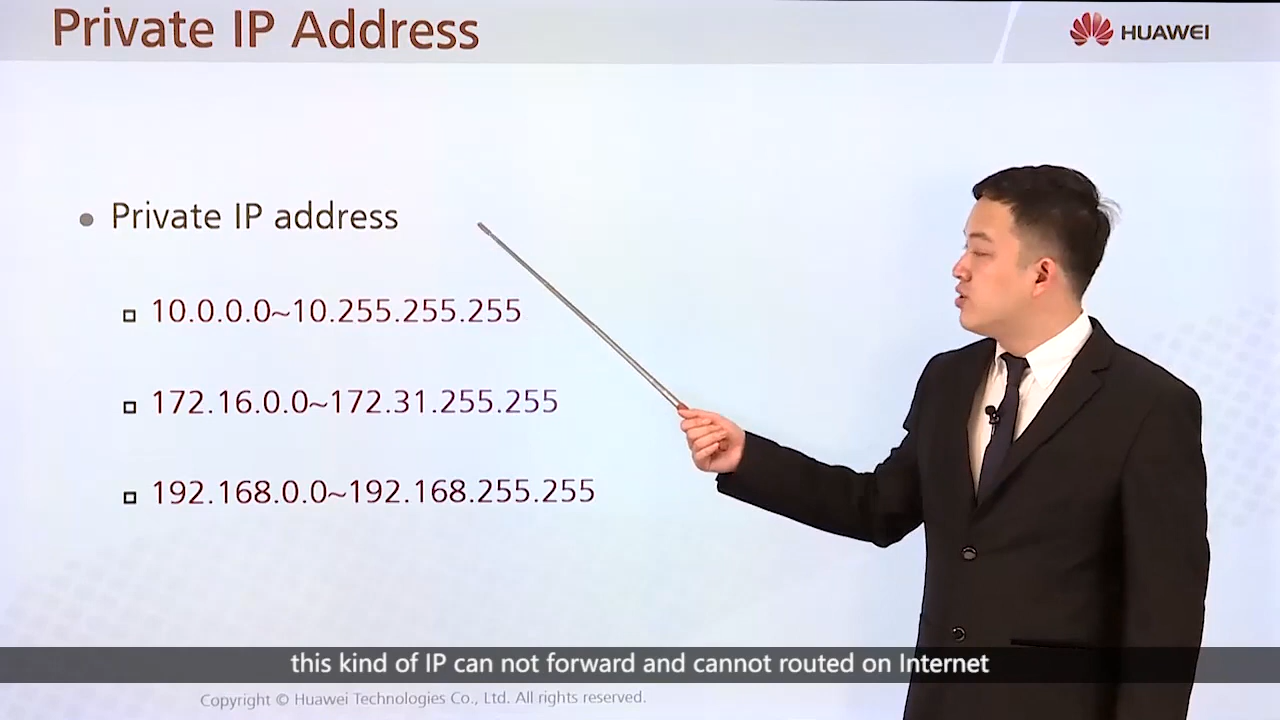 Private IP Address
HUAWEI
Private IP address
10.0.0.0~10.255.255.255
172.16.0.0~172.31.255.255
192.168.0.0~192.168.255.255
this kind of IP can not forward and cannot routed on Internet
Copyright © Huawei Technologies Co., Ltd. All rights reserved.